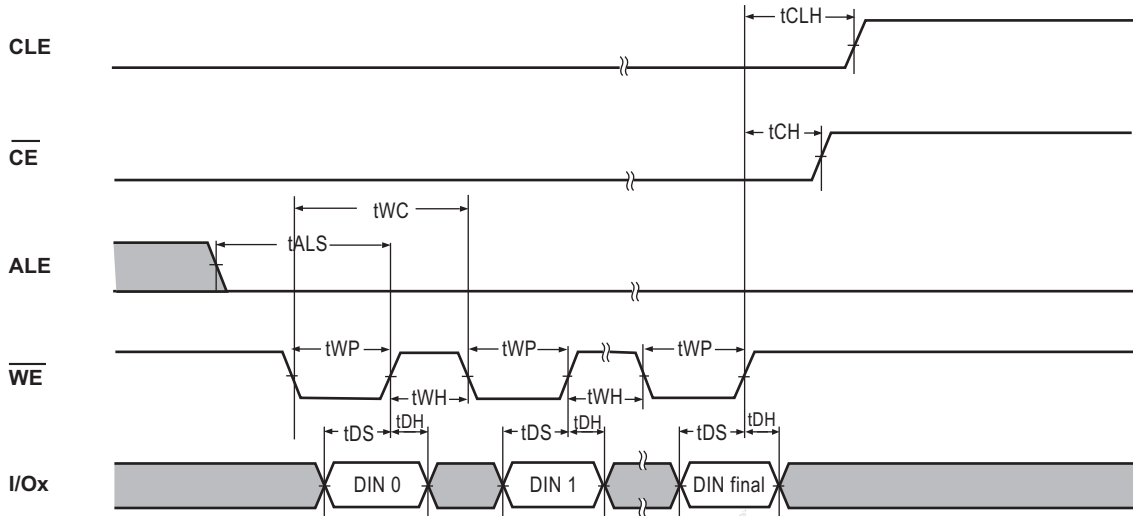 tCLH
CLE
tCH
CE
tWC
tALS
ALE
tWP tWP tWP
WE
tWH tWH
tDS tDH tDS tDH tDS tDH
I/Ox DIN 0 DIN 1 DIN final